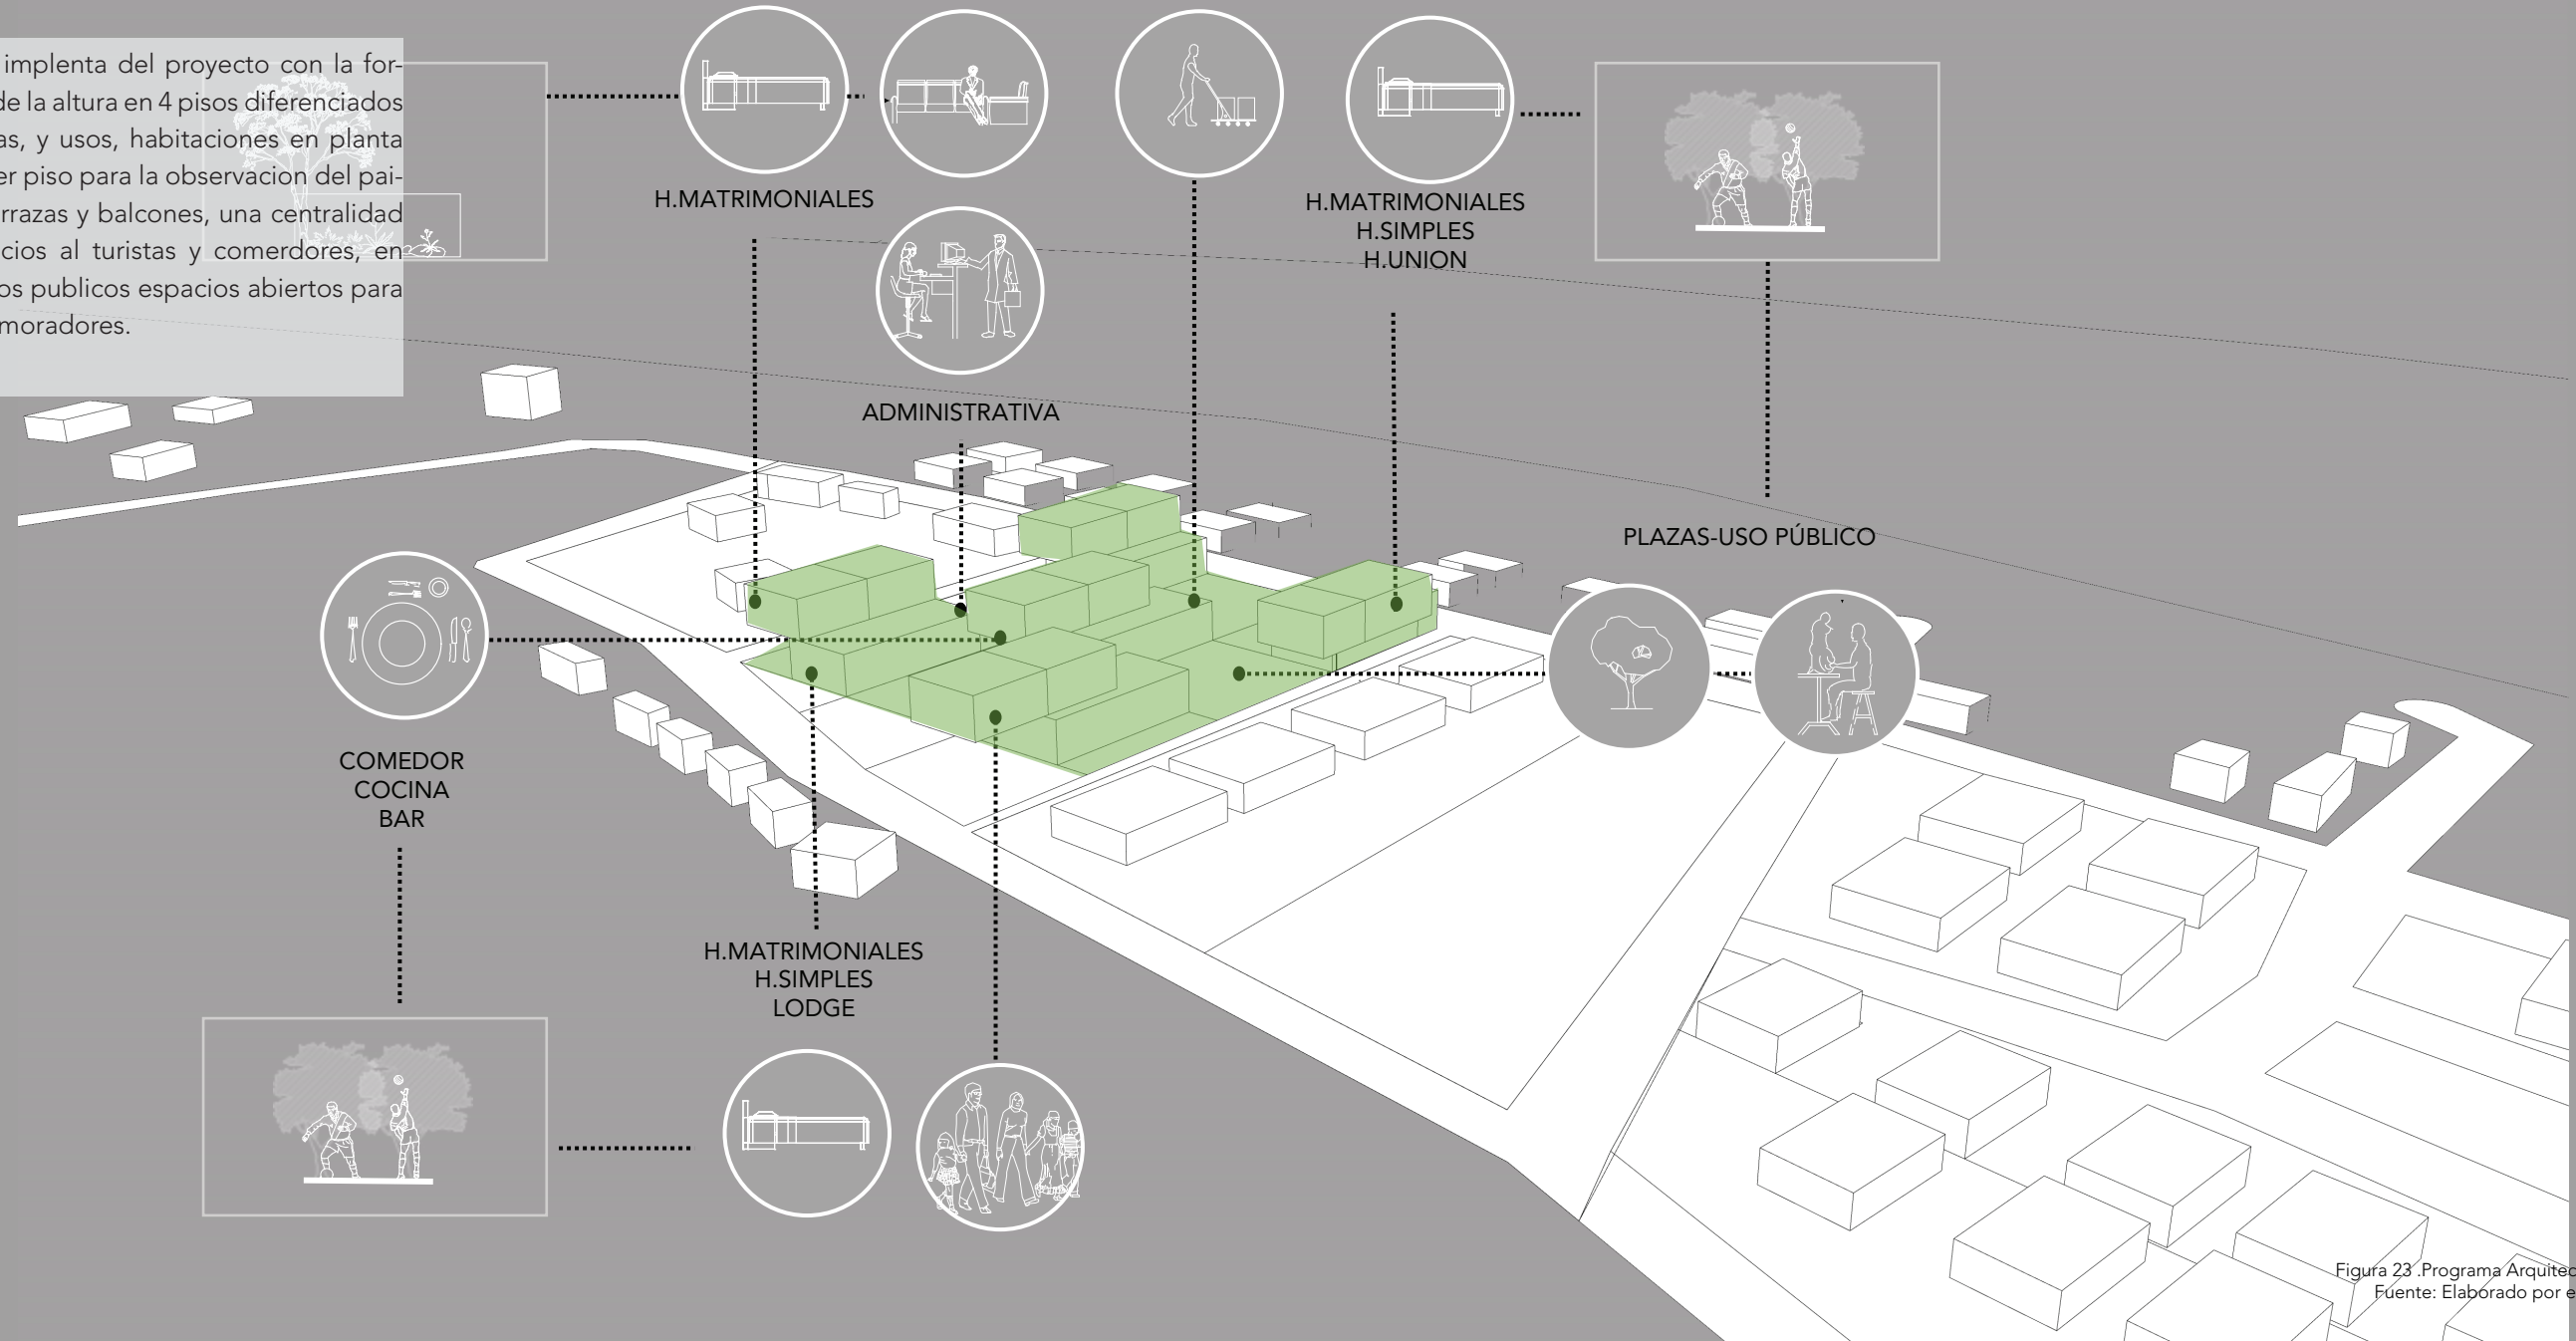 implenta del proyecto con la for-
de la altura en 4 pisos diferenciados
as, y usos, habitaciones en planta
er piso para la observacion del pai-
rrazas y balcones, una centralidad
cios al turistas y comerdores, en
os publicos espacios abiertos para
moradores.
H.MATRIMONIALES
H.MATRIMONIALES
H.SIMPLES
H.UNION
ADMINISTRATIVA
PLAZAS-USO PÚBLICO
COMEDOR
COCINA
BAR
H.MATRIMONIALES
H.SIMPLES
LODGE
Figura 23 .Programa Arquitec
Fuente: Elaborado por e